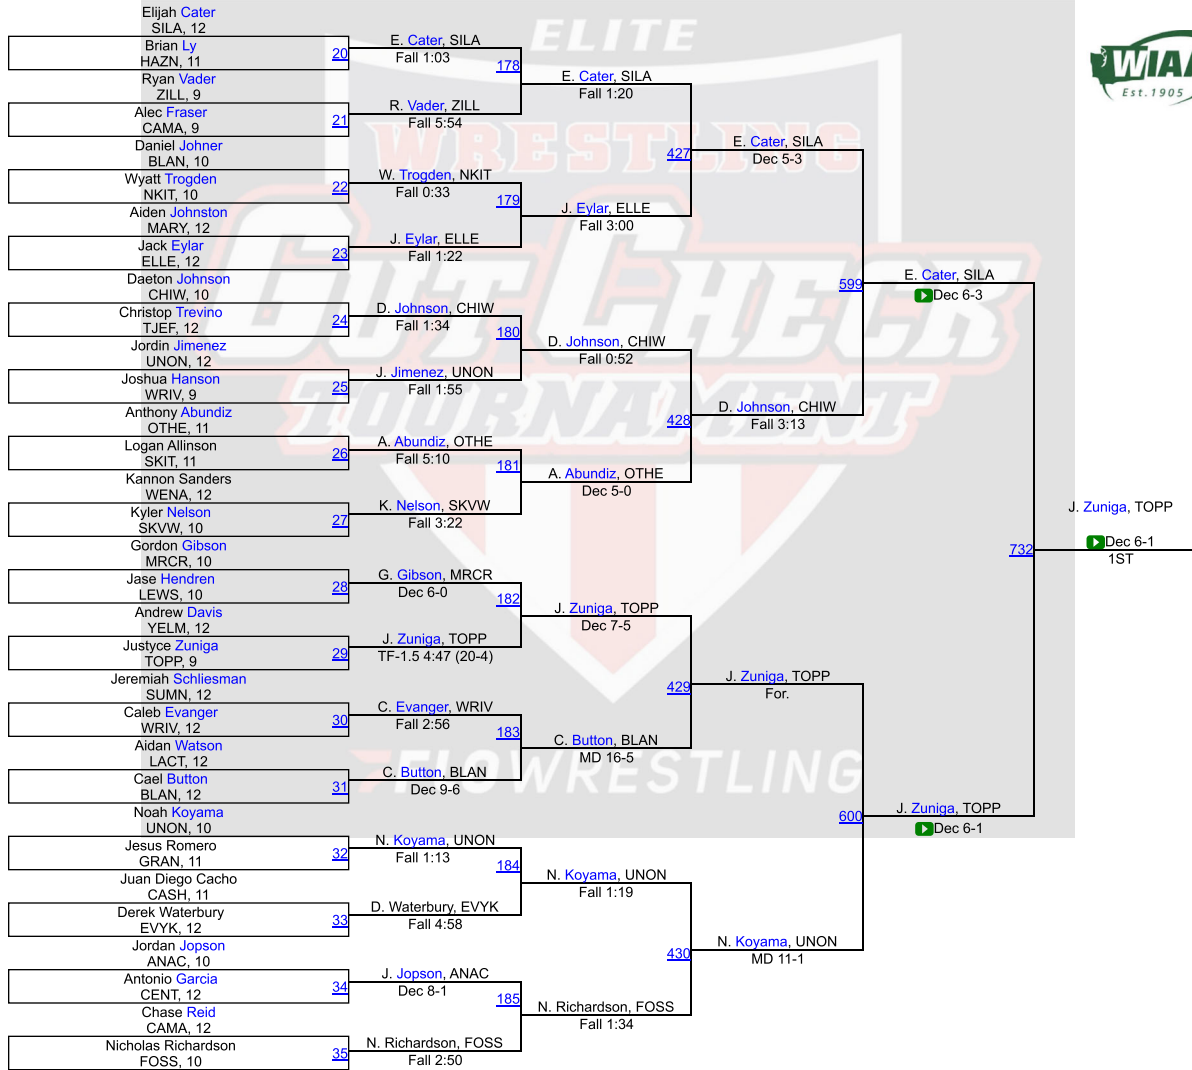 ELITE
WRESTLING
GUT CHECK
TOURNAMENT
FLOWRESTLING
WIAA
Est.1905
Elijah Cater
SILA, 12
Brian Ly
HAZN, 11
20
Ryan Vader
ZILL, 9
Alec Fraser
CAMA, 9
21
Daniel Johner
BLAN, 10
Wyatt Trogden
NKIT, 10
22
Aiden Johnston
MARY, 12
Jack Eylar
ELLE, 12
23
Daeton Johnson
CHIW, 10
Christop Trevino
TJEF, 12
24
Jordin Jimenez
UNON, 12
Joshua Hanson
WRIV, 9
25
Anthony Abundiz
OTHE, 11
Logan Allinson
SKIT, 11
26
Kannon Sanders
WENA, 12
Kyler Nelson
SKVW, 10
27
Gordon Gibson
MRCR, 10
Jase Hendren
LEWS, 10
28
Andrew Davis
YELM, 12
Justyce Zuniga
TOPP, 9
29
Jeremiah Schliesman
SUMN, 12
Caleb Evanger
WRIV, 12
30
Aidan Watson
LACT, 12
Cael Button
BLAN, 12
31
Noah Koyama
UNON, 10
Jesus Romero
GRAN, 11
32
Juan Diego Cacho
CASH, 11
Derek Waterbury
EVYK, 12
33
Jordan Jopson
ANAC, 10
Antonio Garcia
CENT, 12
34
Chase Reid
CAMA, 12
Nicholas Richardson
FOSS, 10
35
E. Cater, SILA
Fall 1:03
178
R. Vader, ZILL
Fall 5:54
W. Trogden, NKIT
Fall 0:33
179
J. Eylar, ELLE
Fall 1:22
D. Johnson, CHIW
Fall 1:34
180
J. Jimenez, UNON
Fall 1:55
A. Abundiz, OTHE
Fall 5:10
181
K. Nelson, SKVW
Fall 3:22
G. Gibson, MRCR
Dec 6-0
182
J. Zuniga, TOPP
TF-1.5 4:47 (20-4)
C. Evanger, WRIV
Fall 2:56
183
C. Button, BLAN
Dec 9-6
N. Koyama, UNON
Fall 1:13
184
D. Waterbury, EVYK
Fall 4:58
J. Jopson, ANAC
Dec 8-1
185
N. Richardson, FOSS
Fall 2:50
E. Cater, SILA
Fall 1:20
427
J. Eylar, ELLE
Fall 3:00
D. Johnson, CHIW
Fall 0:52
428
A. Abundiz, OTHE
Dec 5-0
J. Zuniga, TOPP
Dec 7-5
429
C. Button, BLAN
MD 16-5
N. Koyama, UNON
Fall 1:19
430
N. Richardson, FOSS
Fall 1:34
E. Cater, SILA
Dec 5-3
599
D. Johnson, CHIW
Fall 3:13
J. Zuniga, TOPP
For.
600
N. Koyama, UNON
MD 11-1
E. Cater, SILA
Dec 6-3
732
J. Zuniga, TOPP
Dec 6-1
J. Zuniga, TOPP
Dec 6-1
1ST